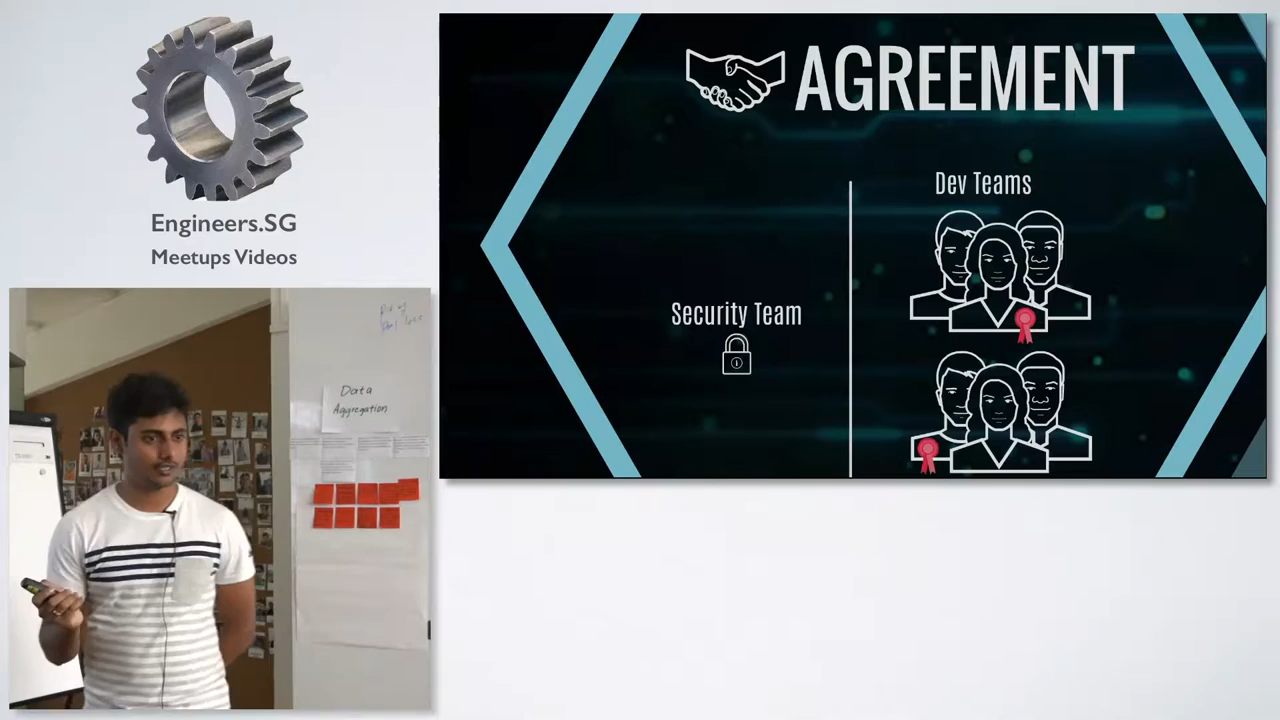 Engineers.SG
Meetups Videos
AGREEMENT
Dev Teams
Security Team
Data
Aggregation